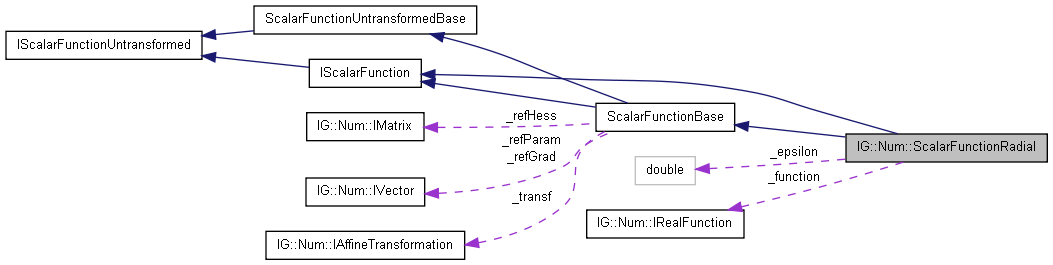 ScalarFunctionUntransformedBase
IScalarFunctionUntransformed
IScalarFunction
IG::Num::IMatrix
_refHess
ScalarFunctionBase
_refParam
_refGrad
IG::Num::ScalarFunctionRadial
_epsilon
double
_function
IG::Num::IVector
_transf
IG::Num::IRealFunction
IG::Num::IAffineTransformation